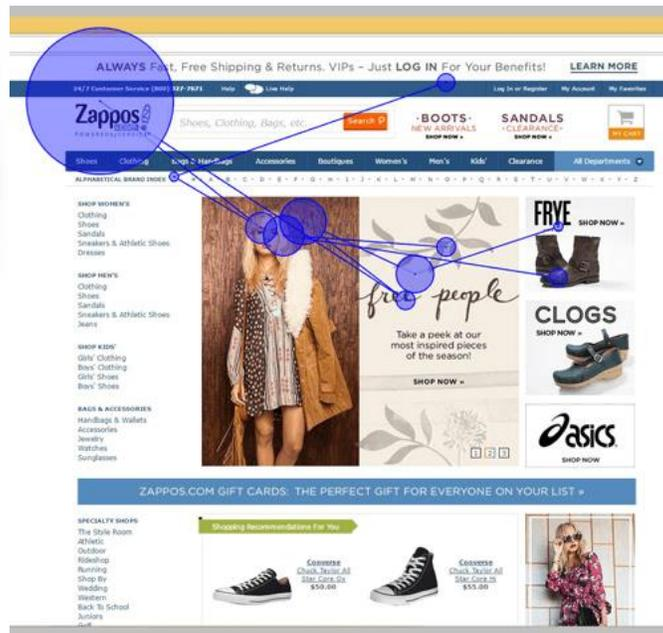 ALWAYS Fast, Free Shipping & Returns. VIPs – Just LOG IN For Your Benefits! LEARN MORE
24/7 Customer Service (800) 927-7671 Help Live Help Log In or Register My Account My Favorites
Zappos
Shoes, Clothing, Bags, etc. Search
·BOOTS· NEW ARRIVALS SHOP NOW »
SANDALS ·CLEARANCE· SHOP NOW »
MY CART
Shoes Clothing Bags & Handbags Accessories Boutiques Women's Men's Kids' Clearance All Departments
ALPHABETICAL BRAND INDEX A · B · C · D · E · F · G · H · I · J · K · L · M · N · O · P · Q · R · S · T · U · V · W · X · Y · Z
SHOP WOMEN'S
Clothing
Shoes
Sandals
Sneakers & Athletic Shoes
Dresses
SHOP MEN'S
Clothing
Shoes
Sandals
Sneakers & Athletic Shoes
Jeans
SHOP KIDS'
Girls' Clothing
Boys' Clothing
Girls' Shoes
Boys' Shoes
BAGS & ACCESSORIES
Handbags & Wallets
Accessories
Jewelry
Watches
Sunglasses
free people
Take a peek at our
most inspired pieces
of the season!
SHOP NOW »
1 2 3
FRYE SHOP NOW »
CLOGS
SHOP NOW »
asics
SHOP NOW
ZAPPOS.COM GIFT CARDS: THE PERFECT GIFT FOR EVERYONE ON YOUR LIST »
SPECIALTY SHOPS
The Style Room
Athletic
Outdoor
Rideshop
Running
Shop By
Wedding
Western
Back To School
Juniors
Golf
Shopping Recommendations For You
Converse
Chuck Taylor All
Star Core Ox
$50.00
Converse
Chuck Taylor All
Star Core Hi
$55.00